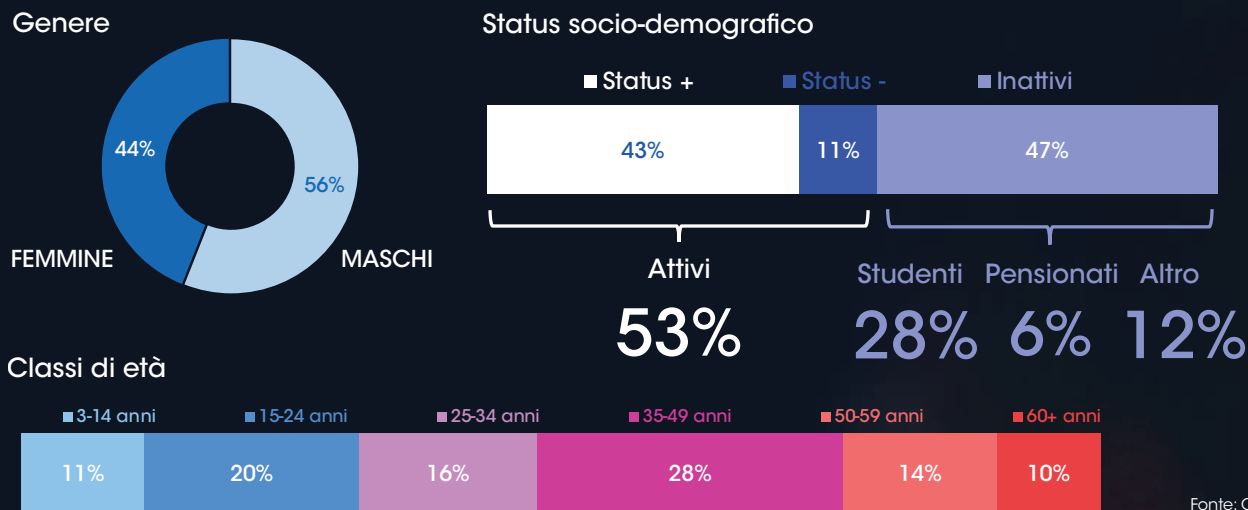 Genere
44%
56%
FEMMINE
MASCHI
Status socio-demografico
Status +
Status -
Inattivi
43%
11%
47%
Attivi
53%
Studenti Pensionati Altro
28% 6% 12%
Classi di età
3-14 anni
15-24 anni
25-34 anni
35-49 anni
50-59 anni
60+ anni
11%
20%
16%
28%
14%
10%
Fonte: